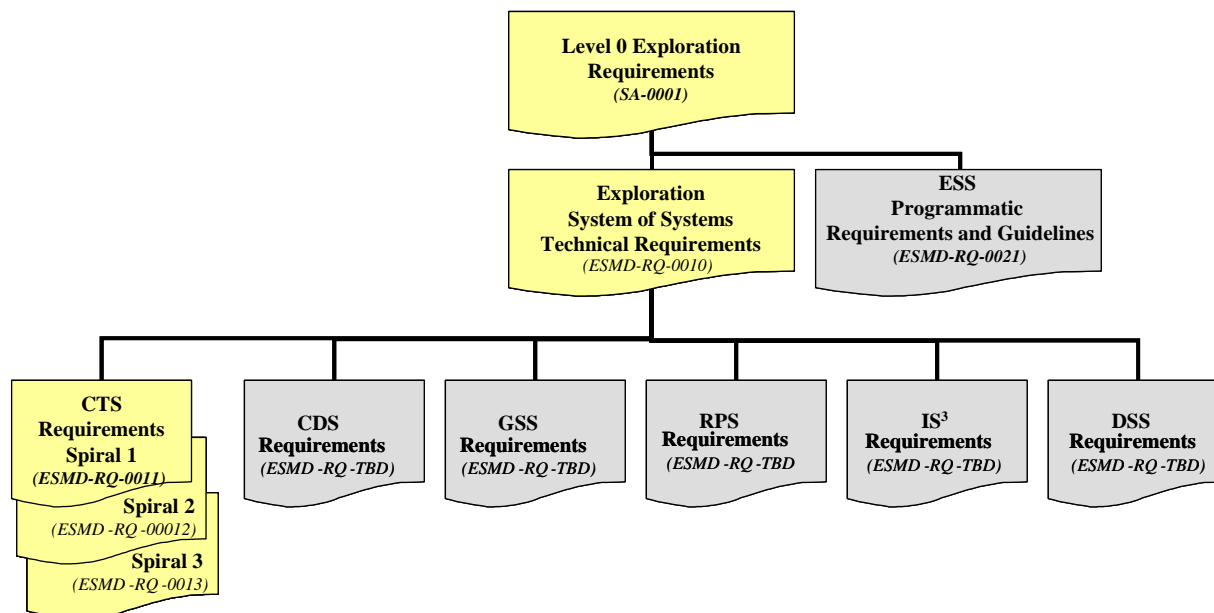 Level 0 Exploration
Requirements
(SA-0001)
Exploration
System of Systems
Technical Requirements
(ESMD-RQ-0010)
ESS
Programmatic
Requirements and Guidelines
(ESMD-RQ-0021)
CTS
Requirements
Spiral 1
(ESMD-RQ-0011)
Spiral 2
(ESMD -RQ -00012)
Spiral 3
(ESMD -RQ -0013)
CDS
Requirements
(ESMD -RQ -TBD)
GSS
Requirements
(ESMD -RQ -TBD)
RPS
Requirements
(ESMD -RQ -TBD
IS³
Requirements
(ESMD -RQ -TBD)
DSS
Requirements
(ESMD -RQ -TBD)